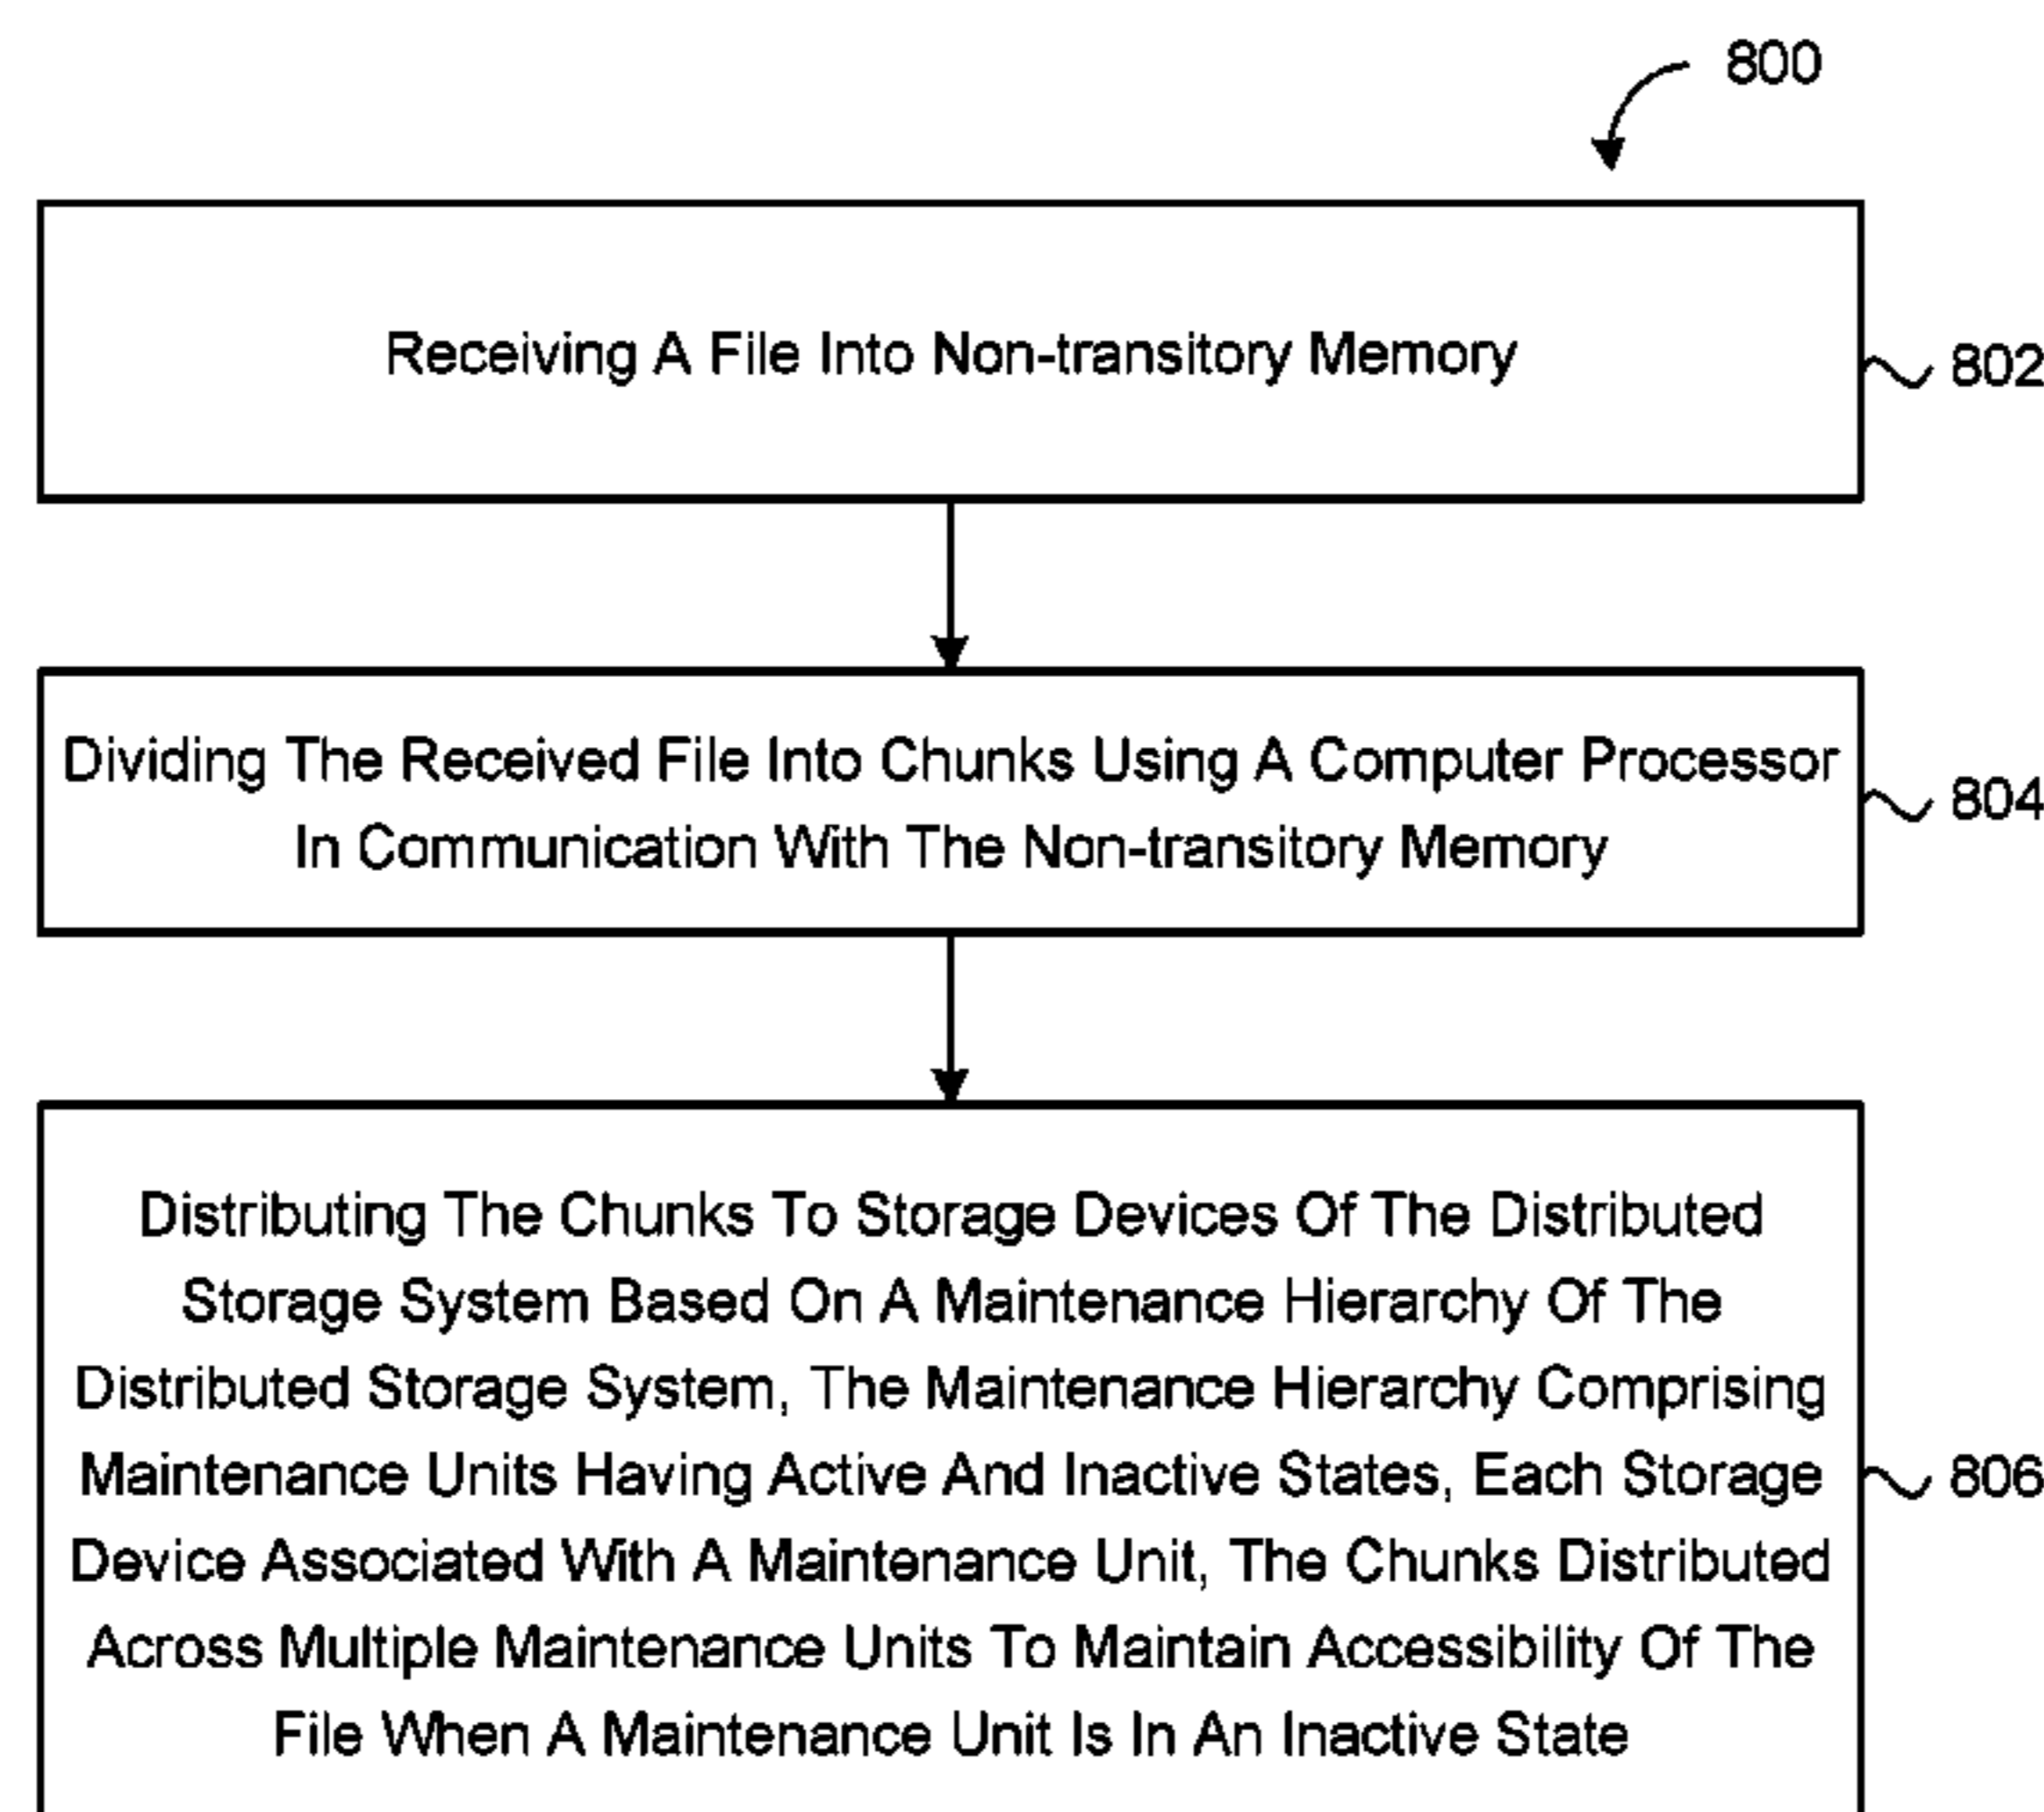 800
Receiving A File Into Non-transitory Memory
802
Dividing The Received File Into Chunks Using A Computer Processor
In Communication With The Non-transitory Memory
804
Distributing The Chunks To Storage Devices Of The Distributed
Storage System Based On A Maintenance Hierarchy Of The
Distributed Storage System, The Maintenance Hierarchy Comprising
Maintenance Units Having Active And Inactive States, Each Storage
Device Associated With A Maintenance Unit, The Chunks Distributed
Across Multiple Maintenance Units To Maintain Accessibility Of The
File When A Maintenance Unit Is In An Inactive State
806